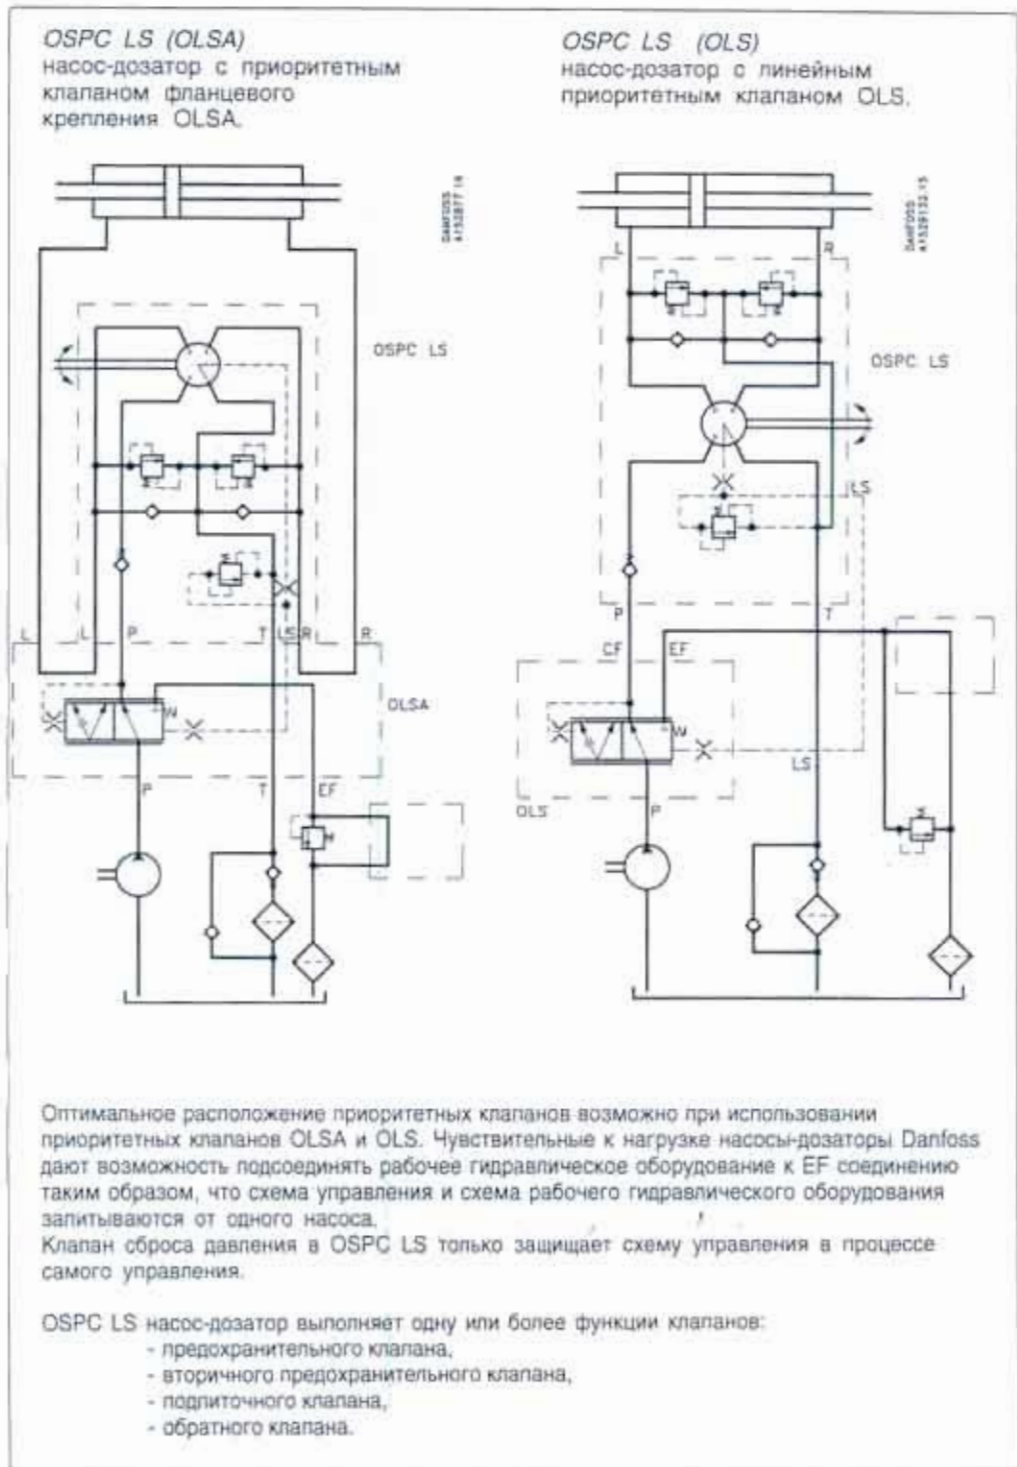 OSPC LS (OLSA)
насос-дозатор с приоритетным
клапаном фланцевого
крепления OLSA.
OSPC LS (OLS)
насос-дозатор с линейным
приоритетным клапаном OLS.
DANFOSS
OSPC LS
L
L
P
T
LS
R
R
OLSA
P
T
EF
DANFOSS
L
R
OSPC LS
LS
P
T
CF
EF
LS
OLS
P
Оптимальное расположение приоритетных клапанов возможно при использовании
приоритетных клапанов OLSA и OLS. Чувствительные к нагрузке насосы-дозаторы Danfoss
дают возможность подсоединять рабочее гидравлическое оборудование к EF соединению
таким образом, что схема управления и схема рабочего гидравлического оборудования
запитываются от одного насоса.
Клапан сброса давления в OSPC LS только защищает схему управления в процессе
самого управления.
OSPC LS насос-дозатор выполняет одну или более функции клапанов:
- предохранительного клапана,
- вторичного предохранительного клапана,
- подпиточного клапана,
- обратного клапана.